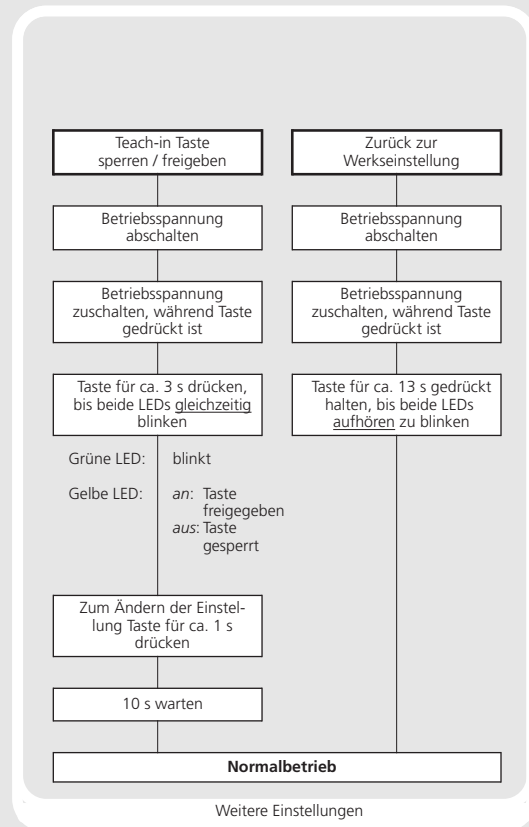 Teach-in Taste
sperren / freigeben
Betriebsspannung
abschalten
Betriebsspannung
zuschalten, während Taste
gedrückt ist
Taste für ca. 3 s drücken,
bis beide LEDs gleichzeitig
blinken
Grüne LED: blinkt
Gelbe LED: an: Taste
freigegeben
aus: Taste
gesperrt
Zum Ändern der Einstel-
lung Taste für ca. 1 s
drücken
10 s warten
Zurück zur
Werkseinstellung
Betriebsspannung
abschalten
Betriebsspannung
zuschalten, während Taste
gedrückt ist
Taste für ca. 13 s gedrückt
halten, bis beide LEDs
aufhören zu blinken
Normalbetrieb
Weitere Einstellungen